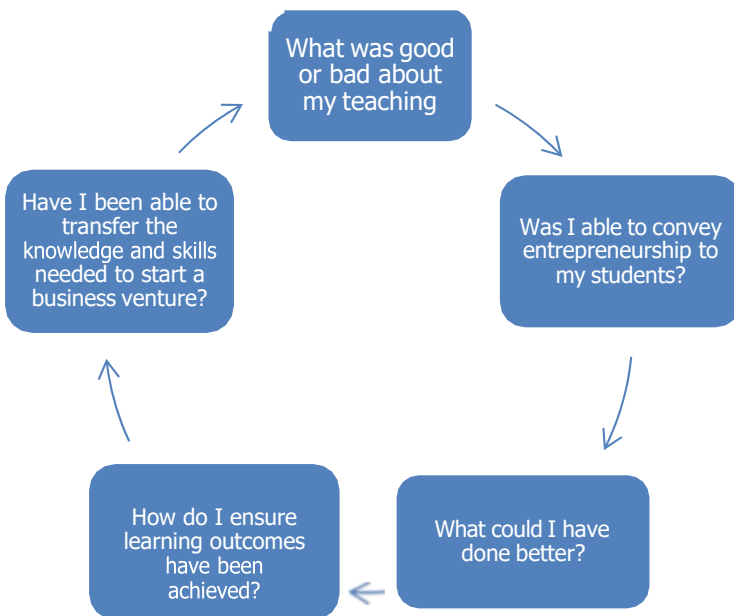 What was good
or bad about
my teaching
Was I able to convey
entrepreneurship to
my students?
What could I have
done better?
How do I ensure
learning outcomes
have been
achieved?
Have I been able to
transfer the
knowledge and skills
needed to start a
business venture?